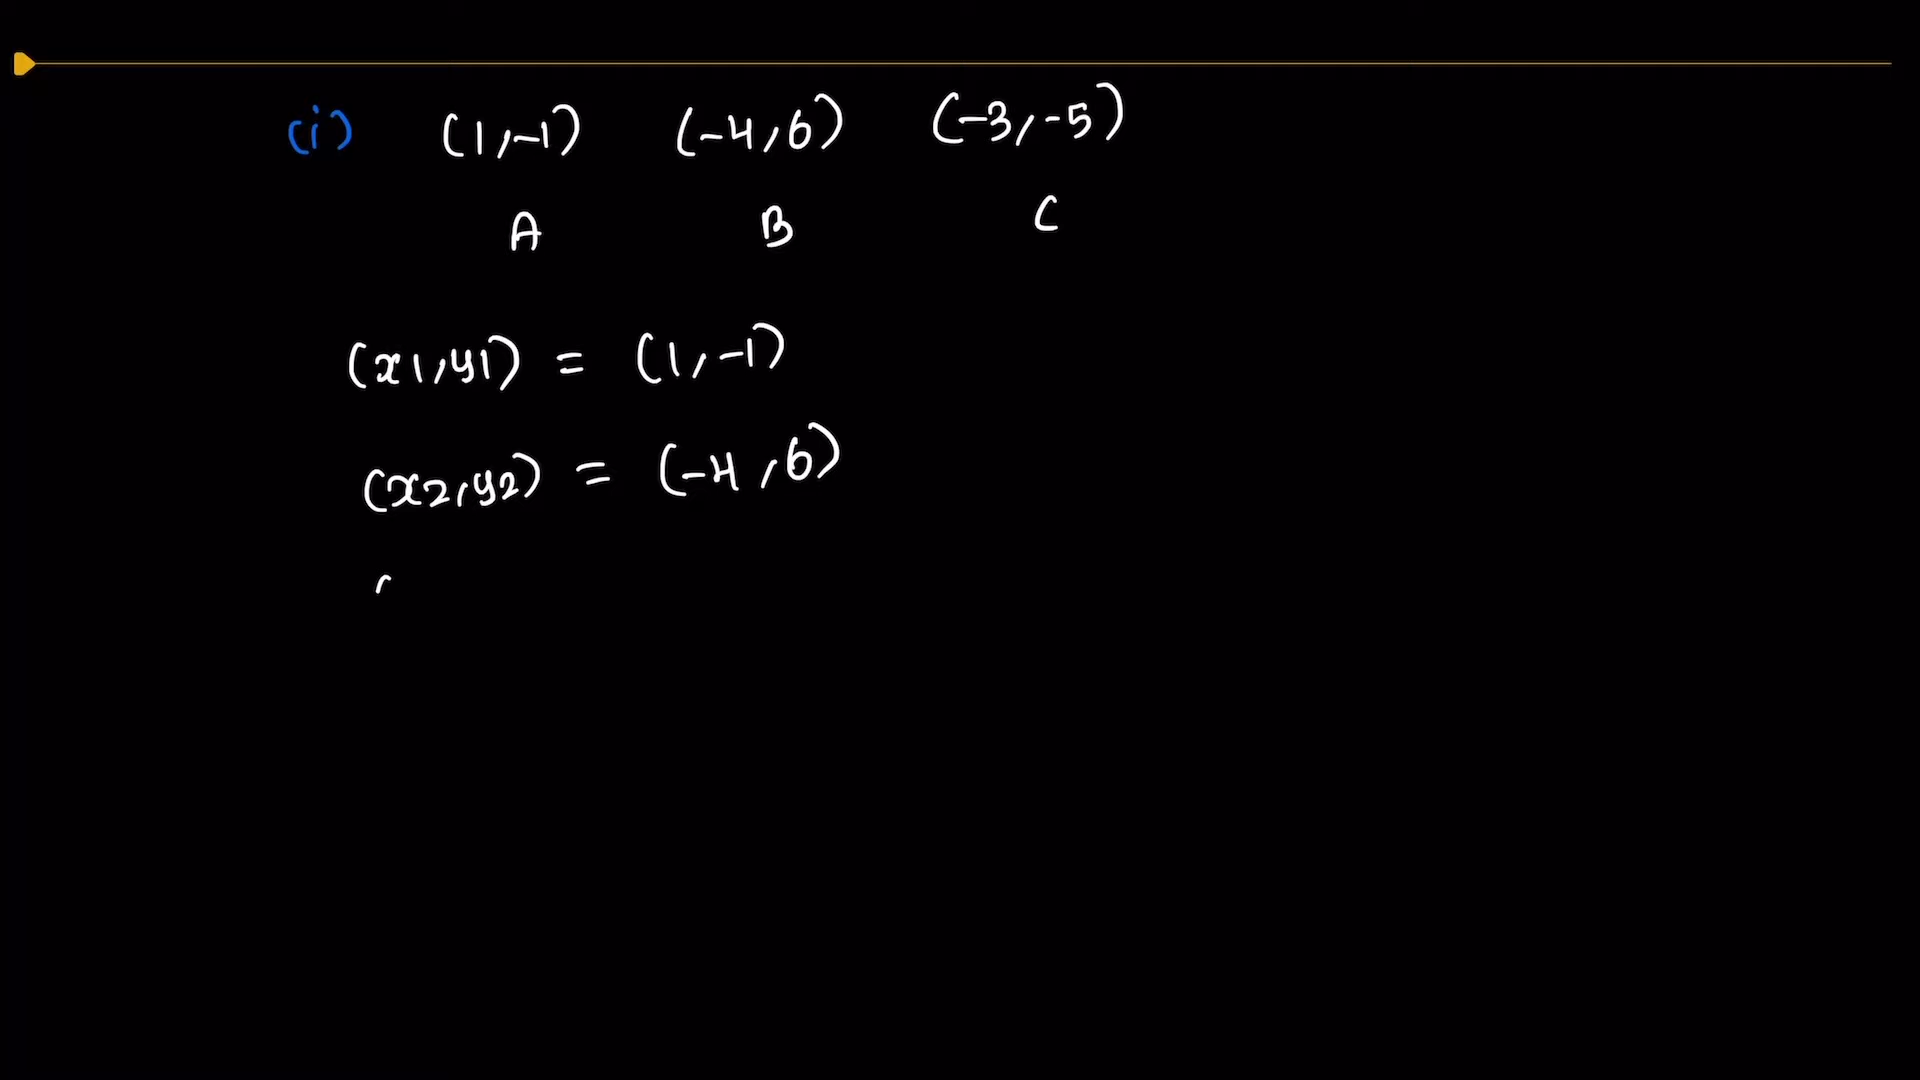 (i) (1,-1) (-4,6) (-3,-5)
A B C
(x1,y1) = (1,-1)
(x2,y2) = (-4,6)
(